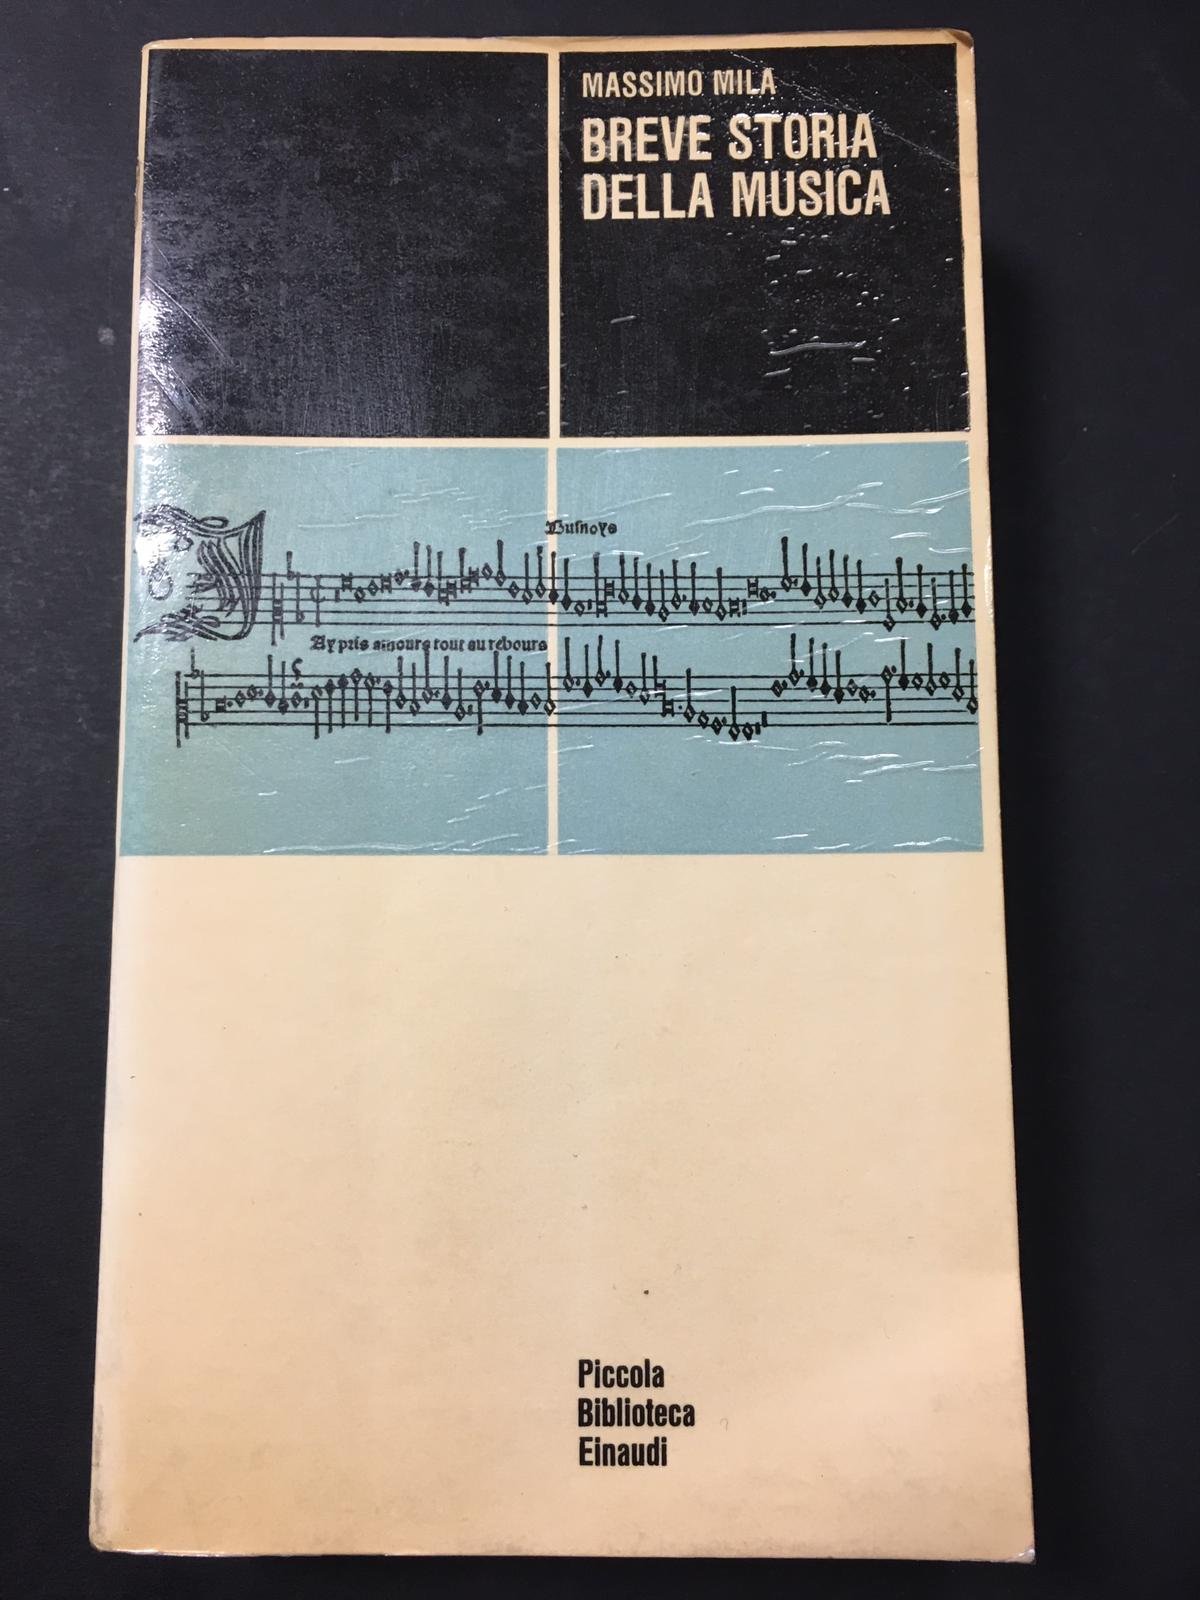 MASSIMO MILA
BREVE STORIA
DELLA MUSICA
Busnoys
Ay pris amours tout au rebours
Piccola
Biblioteca
Einaudi